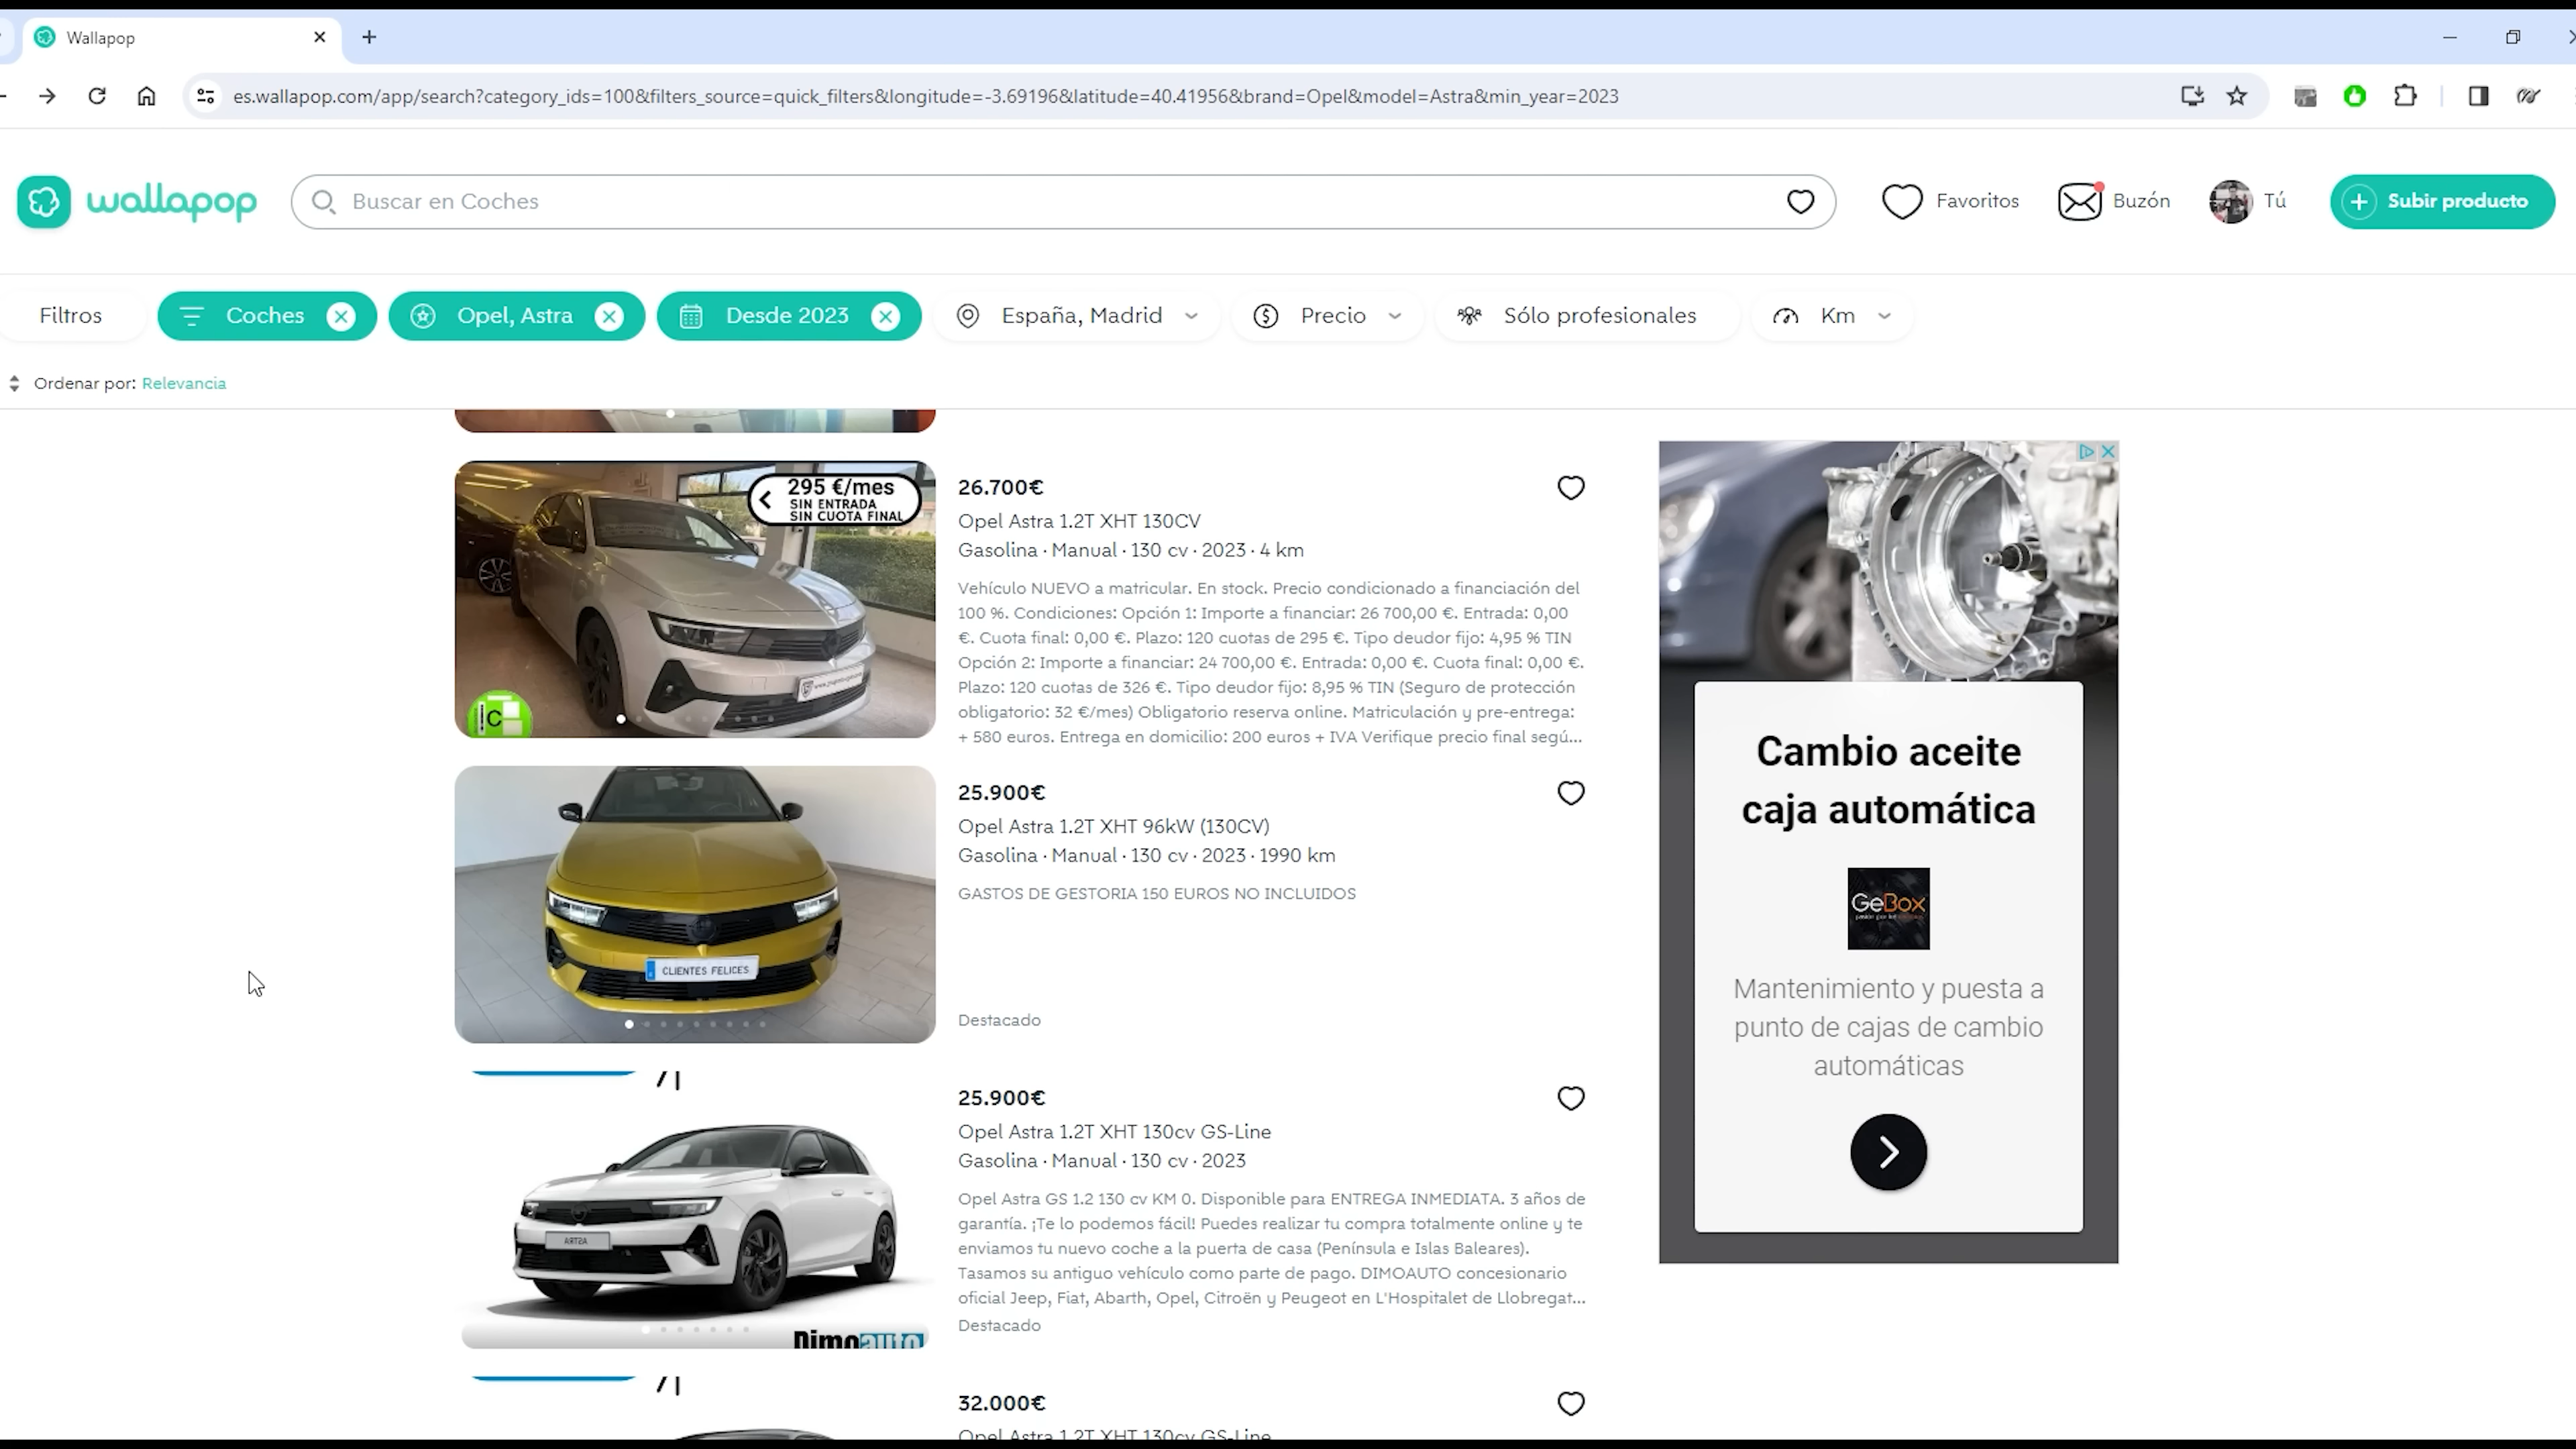 Wallapop
es.wallapop.com/app/search?category_ids=100&filters_source=quick_filters&longitude=-3.69196&latitude=40.41956&brand=Opel&model=Astra&min_year=2023
wallapop
Buscar en Coches
Favoritos
Buzón
Tú
Subir producto
Filtros
Coches
Opel, Astra
Desde 2023
España, Madrid
Precio
Sólo profesionales
Km
Ordenar por: Relevancia
295 €/mes
SIN ENTRADA
SIN CUOTA FINAL
C
26.700€
Opel Astra 1.2T XHT 130CV
Gasolina · Manual · 130 cv · 2023 · 4 km
Vehículo NUEVO a matricular. En stock. Precio condicionado a financiación del
100 %. Condiciones: Opción 1: Importe a financiar: 26 700,00 €. Entrada: 0,00
€. Cuota final: 0,00 €. Plazo: 120 cuotas de 295 €. Tipo deudor fijo: 4,95 % TIN
Opción 2: Importe a financiar: 24 700,00 €. Entrada: 0,00 €. Cuota final: 0,00 €.
Plazo: 120 cuotas de 326 €. Tipo deudor fijo: 8,95 % TIN (Seguro de protección
obligatorio: 32 €/mes) Obligatorio reserva online. Matriculación y pre-entrega:
+ 580 euros. Entrega en domicilio: 200 euros + IVA Verifique precio final segú...
CLIENTES FELICES
25.900€
Opel Astra 1.2T XHT 96kW (130CV)
Gasolina · Manual · 130 cv · 2023 · 1990 km
GASTOS DE GESTORIA 150 EUROS NO INCLUIDOS
Destacado
ASTRA
Dimoauto
25.900€
Opel Astra 1.2T XHT 130cv GS-Line
Gasolina · Manual · 130 cv · 2023
Opel Astra GS 1.2 130 cv KM 0. Disponible para ENTREGA INMEDIATA. 3 años de
garantía. ¡Te lo podemos fácil! Puedes realizar tu compra totalmente online y te
enviamos tu nuevo coche a la puerta de casa (Península e Islas Baleares).
Tasamos su antiguo vehículo como parte de pago. DIMOAUTO concesionario
oficial Jeep, Fiat, Abarth, Opel, Citroën y Peugeot en L'Hospitalet de Llobregat...
Destacado
32.000€
Opel Astra 1.2T XHT 130cv GS-Line
Cambio aceite
caja automática
GeBox
Mantenimiento y puesta a
punto de cajas de cambio
automáticas